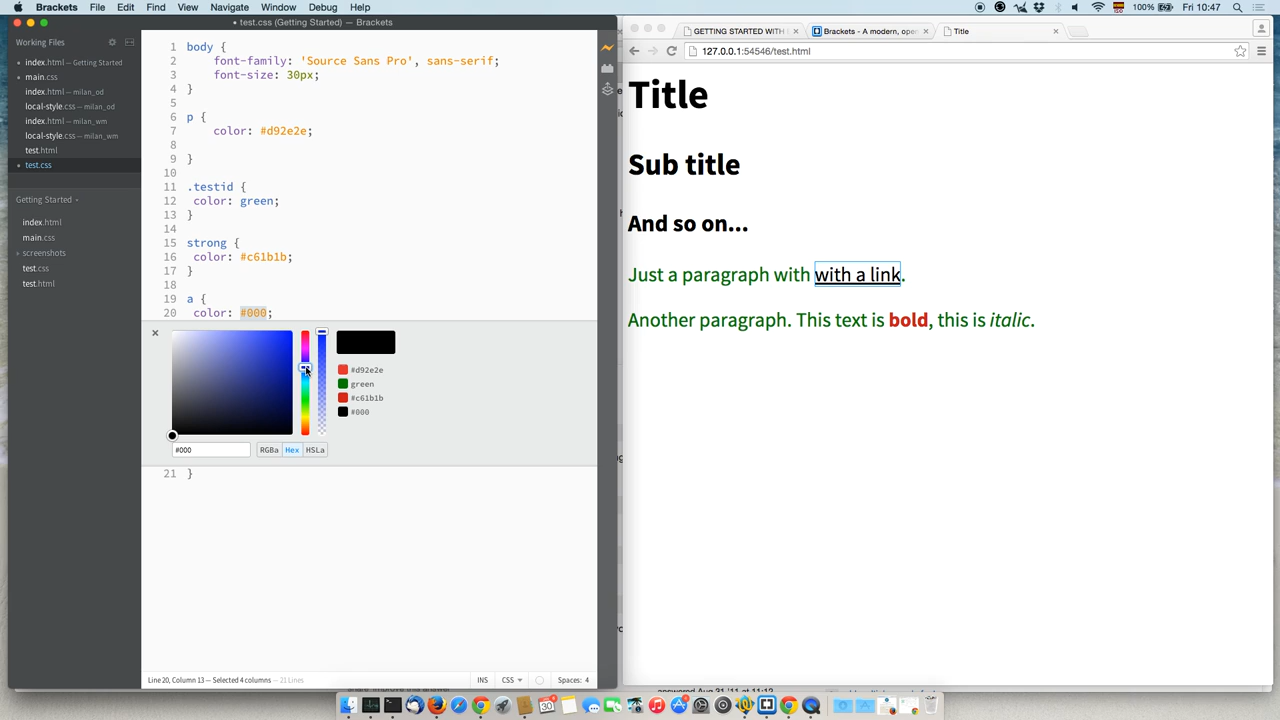 Brackets File Edit Find View Navigate Window Debug Help 100% Fri 10:47
• test.css (Getting Started) — Brackets
Working Files
• index.html — Getting Started
• main.css
index.html — milan_od
local-style.css — milan_od
index.html — milan_wm
local-style.css — milan_wm
test.html
• test.css
Getting Started
index.html
main.css
screenshots
test.css
test.html
1 body {
2 font-family: 'Source Sans Pro', sans-serif;
3 font-size: 30px;
4 }
5
6 p {
7 color: #d92e2e;
8
9 }
10
11 .testid {
12 color: green;
13 }
14
15 strong {
16 color: #c61b1b;
17 }
18
19 a {
20 color: #000;
#d92e2e
green
#c61b1b
#000
#000 RGBa Hex HSLa
21 }
Line 20, Column 13 — Selected 4 columns — 21 Lines
INS CSS Spaces: 4
GETTING STARTED WITH
Brackets - A modern, open
Title
127.0.0.1:54546/test.html
Title
Sub title
And so on...
Just a paragraph with with a link.
Another paragraph. This text is bold, this is italic.